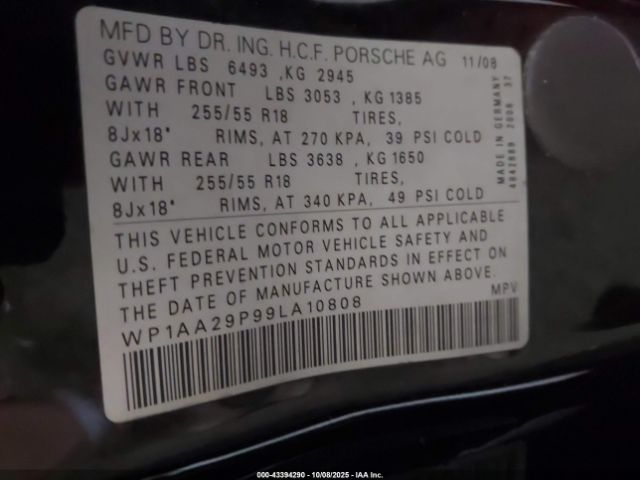 MFD BY DR. ING. H.C.F. PORSCHE AG 11/08
GVWR LBS 6493 ,KG 2945
GAWR FRONT LBS 3053 , KG 1385
WITH 255/55 R18 TIRES,
8Jx18" RIMS, AT 270 KPA, 39 PSI COLD
GAWR REAR LBS 3638 , KG 1650
WITH 255/55 R18 TIRES,
8Jx18" RIMS, AT 340 KPA, 49 PSI COLD
THIS VEHICLE CONFORMS TO ALL APPLICABLE
U.S. FEDERAL MOTOR VEHICLE SAFETY AND
THEFT PREVENTION STANDARDS IN EFFECT ON
THE DATE OF MANUFACTURE SHOWN ABOVE.
WP1AA29P99LA10808 MPV
MADE IN GERMANY
4842889 2008 37
000-43394290 - 10/08/2025 - IAA Inc.